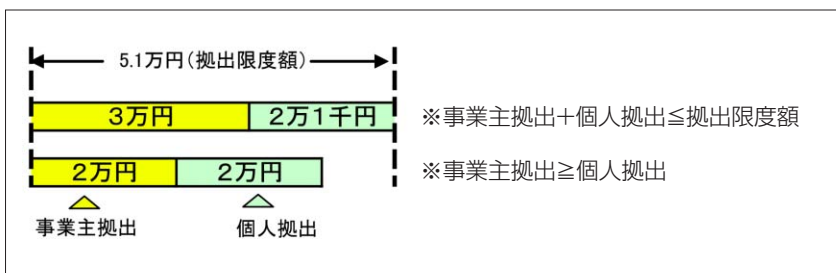 5.1万円(拠出限度額)
3万円 2万1千円
※事業主拠出＋個人拠出≦拠出限度額
2万円 2万円
※事業主拠出≧個人拠出
事業主拠出 個人拠出